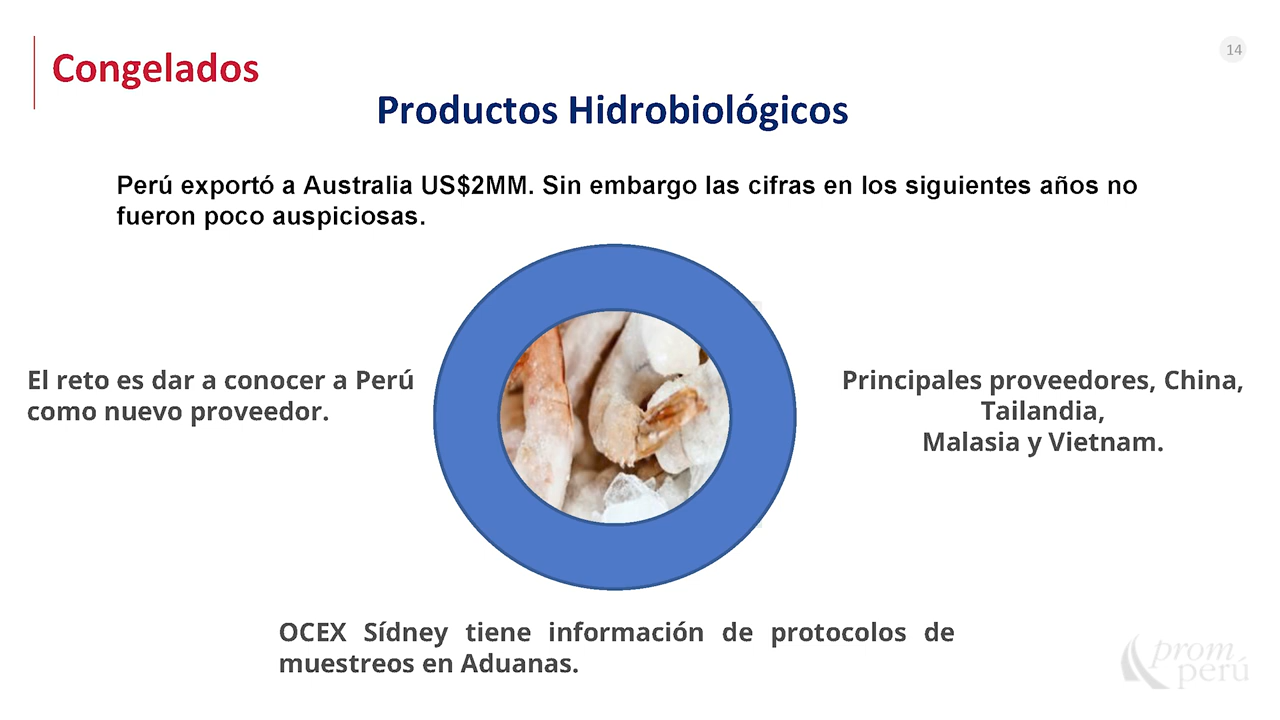 14
Congelados
Productos Hidrobiológicos
Perú exportó a Australia US$2MM. Sin embargo las cifras en los siguientes años no
fueron poco auspiciosas.
El reto es dar a conocer a Perú
como nuevo proveedor.
Principales proveedores, China,
Tailandia,
Malasia y Vietnam.
OCEX Sídney tiene información de protocolos de
muestreos en Aduanas.
prom
perú